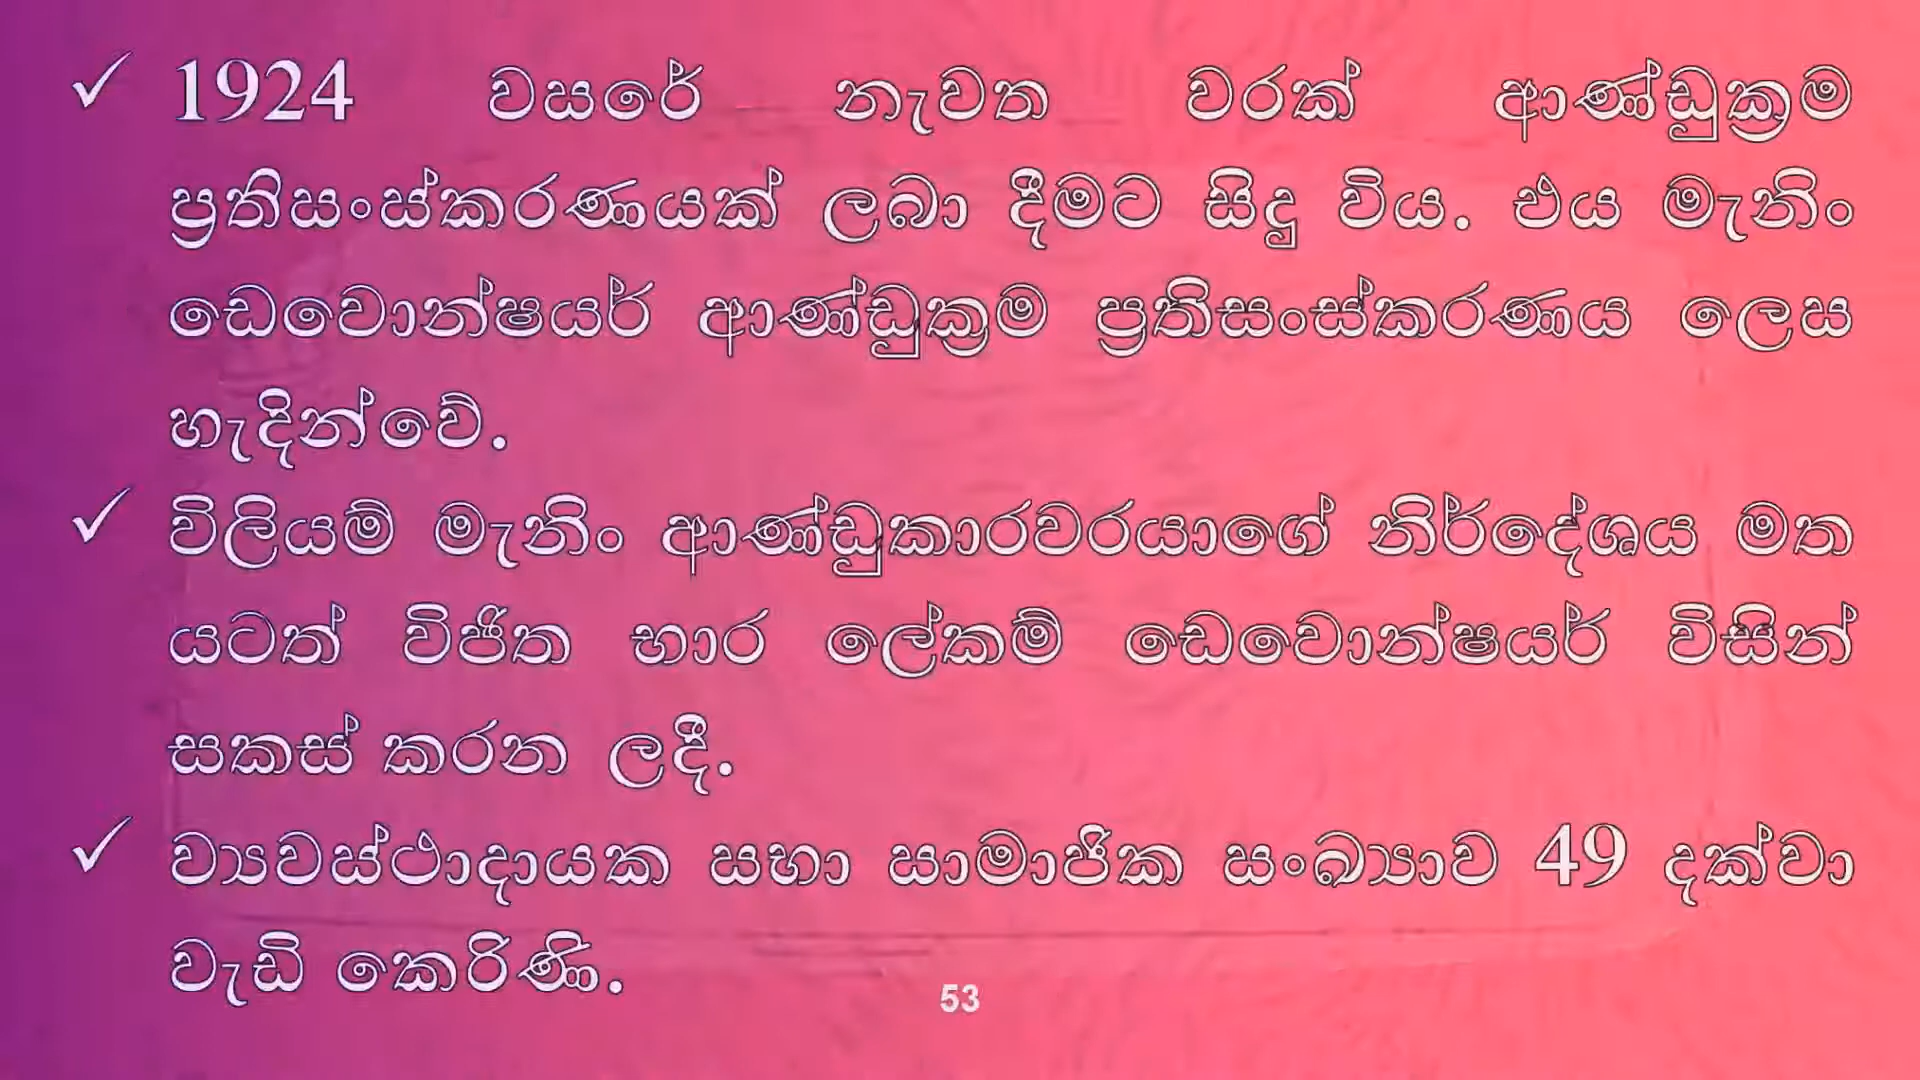 ✓ 1924 වසරේ නැවත වරක් ආණ්ඩුක්‍රම
ප්‍රතිසංස්කරණයක් ලබා දීමට සිදු විය. එය මැනිං
ඩෙවොන්ෂයර් ආණ්ඩුක්‍රම ප්‍රතිසංස්කරණය ලෙස
හැදින්වේ.
✓ විලියම් මැනිං ආණ්ඩුකාරවරයාගේ නිර්දේශය මත
යටත් විජිත භාර ලේකම් ඩෙවොන්ෂයර් විසින්
සකස් කරන ලදී.
✓ ව්‍යවස්ථාදායක සභා සාමාජික සංඛ්‍යාව 49 දක්වා
වැඩි කෙරිණි.
53